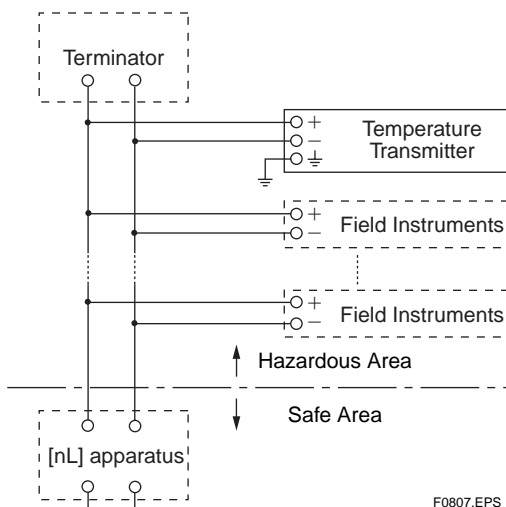 Terminator
+
−
Temperature
Transmitter
+
−
Field Instruments
+
−
Field Instruments
Hazardous Area
Safe Area
[nL] apparatus
F0807.EPS